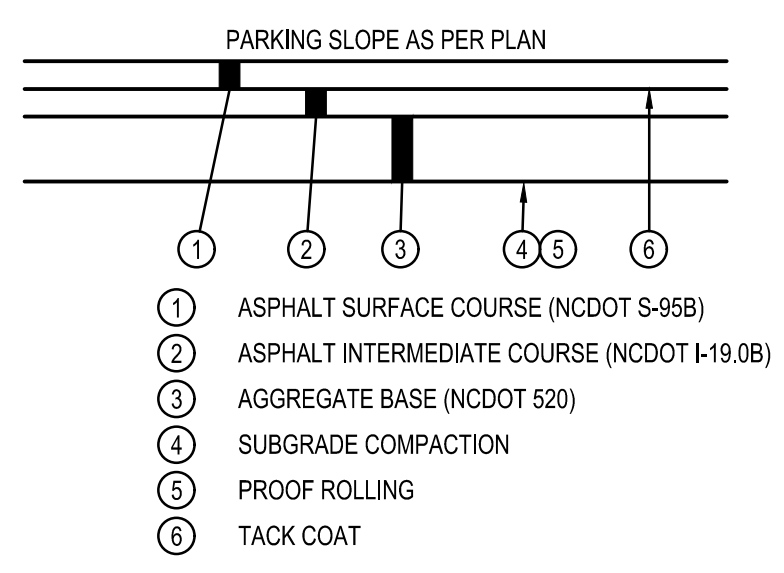 PARKING SLOPE AS PER PLAN
1 2 3 4 5 6
1 ASPHALT SURFACE COURSE (NCDOT S-95B)
2 ASPHALT INTERMEDIATE COURSE (NCDOT I-19.0B)
3 AGGREGATE BASE (NCDOT 520)
4 SUBGRADE COMPACTION
5 PROOF ROLLING
6 TACK COAT